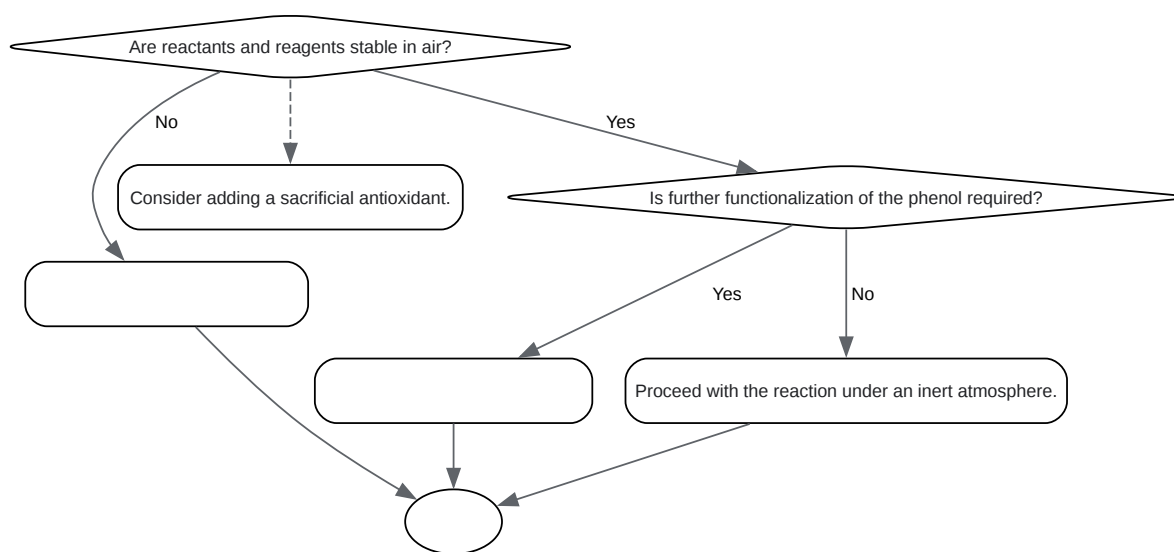 Are reactants and reagents stable in air?
No
Yes
Consider adding a sacrificial antioxidant.
Is further functionalization of the phenol required?
Yes
No
Proceed with the reaction under an inert atmosphere.